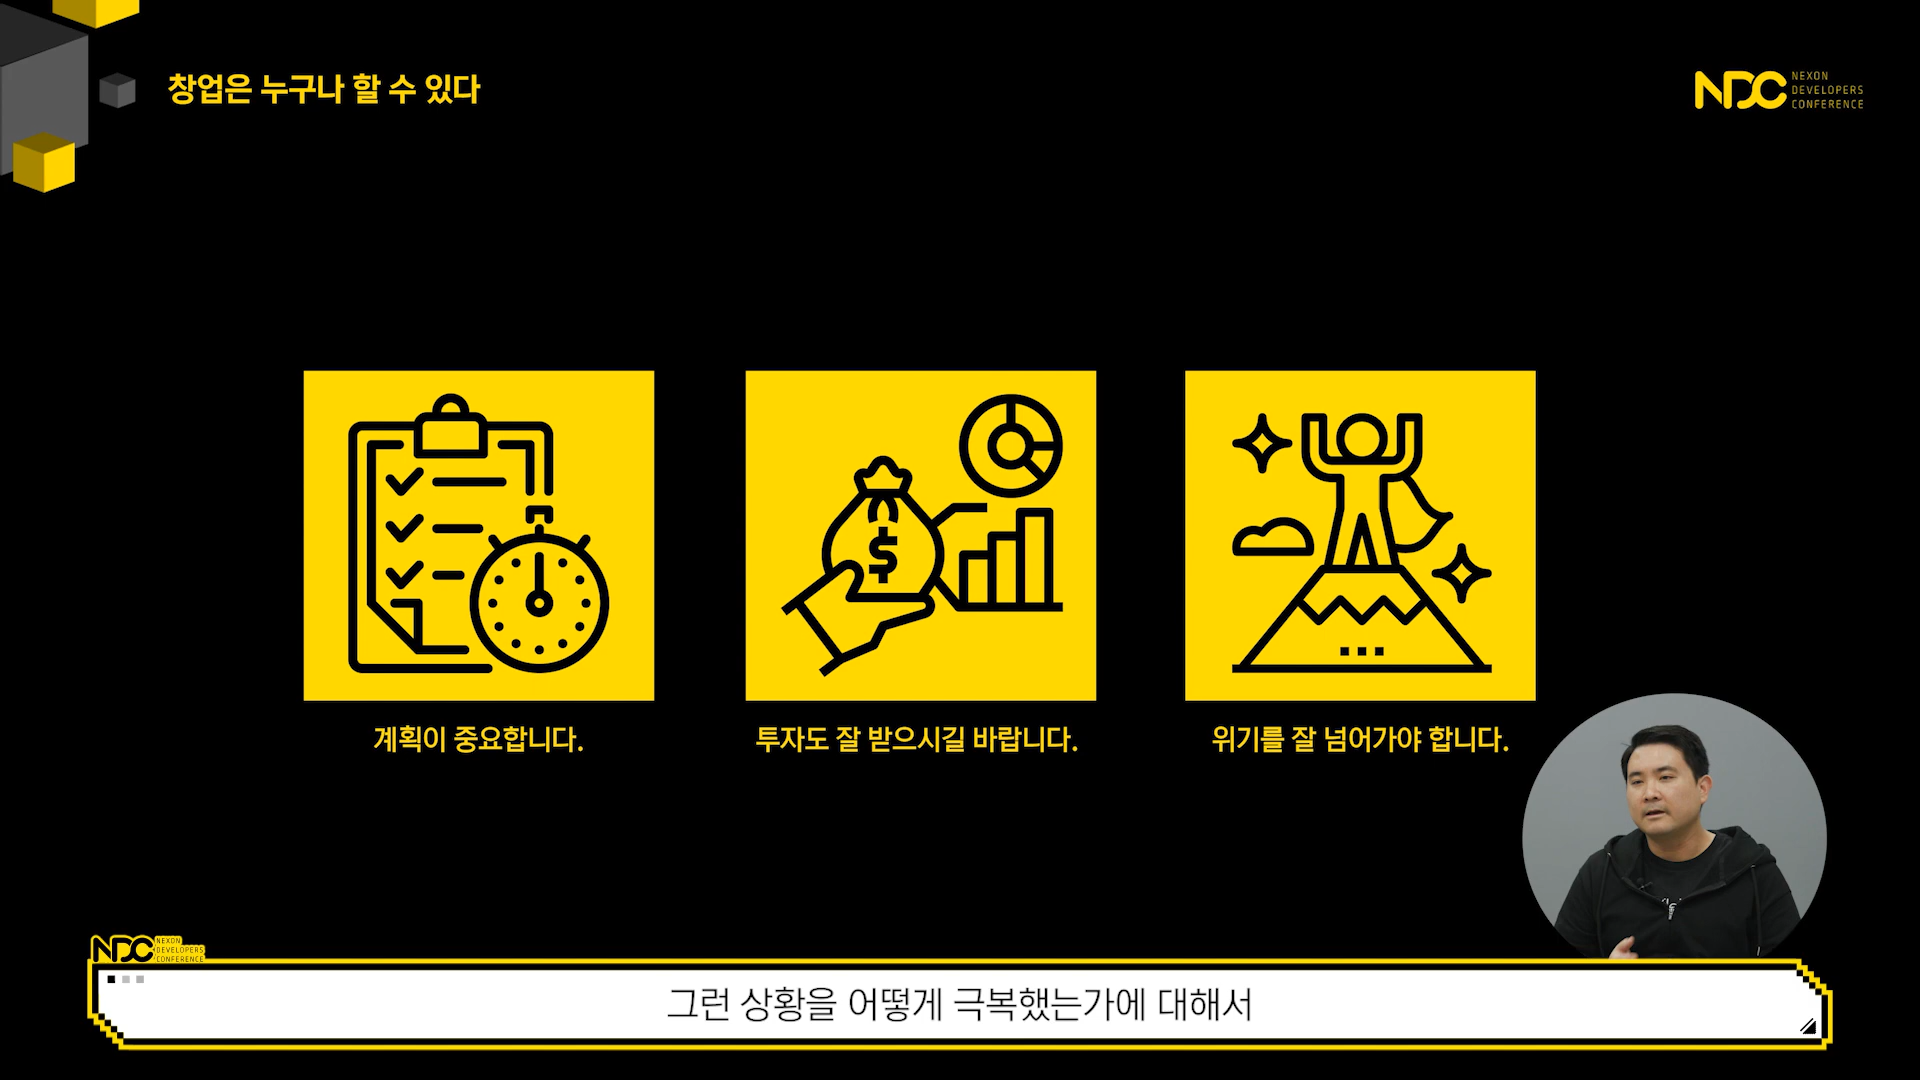 창업은 누구나 할 수 있다
NDC NEXON
DEVELOPERS
CONFERENCE
$
계획이 중요합니다.
투자도 잘 받으시길 바랍니다.
위기를 잘 넘어가야 합니다.
NDC NEXON
DEVELOPERS
CONFERENCE
그런 상황을 어떻게 극복했는가에 대해서